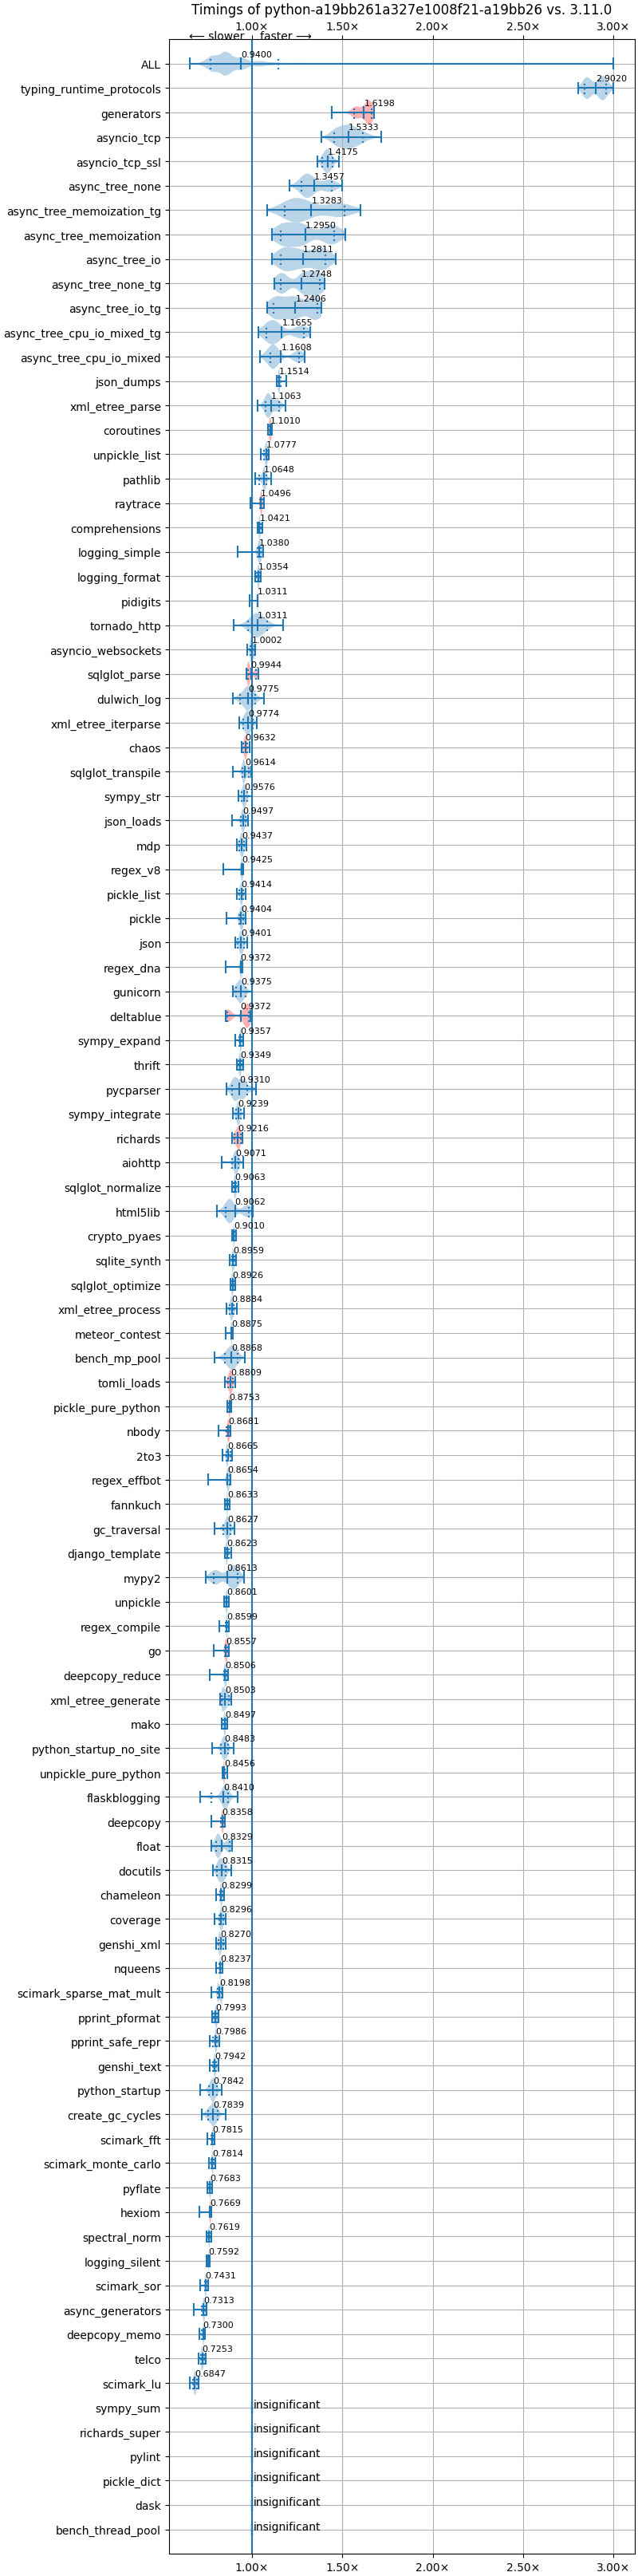 Timings of python-a19bb261a327e1008f21-a19bb26 vs. 3.11.0
1.00× 1.50× 2.00× 2.50× 3.00×
⟵ slower faster ⟶
ALL 0.9400
typing_runtime_protocols 2.9020
generators 1.6198
asyncio_tcp 1.5333
asyncio_tcp_ssl 1.4175
async_tree_none 1.3457
async_tree_memoization_tg 1.3283
async_tree_memoization 1.2950
async_tree_io 1.2811
async_tree_none_tg 1.2748
async_tree_io_tg 1.2406
async_tree_cpu_io_mixed_tg 1.1655
async_tree_cpu_io_mixed 1.1608
json_dumps 1.1514
xml_etree_parse 1.1063
coroutines 1.1010
unpickle_list 1.0777
pathlib 1.0648
raytrace 1.0496
comprehensions 1.0421
logging_simple 1.0380
logging_format 1.0354
pidigits 1.0311
tornado_http 1.0311
asyncio_websockets 1.0002
sqlglot_parse 0.9944
dulwich_log 0.9775
xml_etree_iterparse 0.9774
chaos 0.9632
sqlglot_transpile 0.9614
sympy_str 0.9576
json_loads 0.9497
mdp 0.9437
regex_v8 0.9425
pickle_list 0.9414
pickle 0.9404
json 0.9401
regex_dna 0.9372
gunicorn 0.9375
deltablue 0.9372
sympy_expand 0.9357
thrift 0.9349
pycparser 0.9310
sympy_integrate 0.9239
richards 0.9216
aiohttp 0.9071
sqlglot_normalize 0.9063
html5lib 0.9062
crypto_pyaes 0.9010
sqlite_synth 0.8959
sqlglot_optimize 0.8926
xml_etree_process 0.8884
meteor_contest 0.8875
bench_mp_pool 0.8868
tomli_loads 0.8809
pickle_pure_python 0.8753
nbody 0.8681
2to3 0.8665
regex_effbot 0.8654
fannkuch 0.8633
gc_traversal 0.8627
django_template 0.8623
mypy2 0.8613
unpickle 0.8601
regex_compile 0.8599
go 0.8557
deepcopy_reduce 0.8506
xml_etree_generate 0.8503
mako 0.8497
python_startup_no_site 0.8483
unpickle_pure_python 0.8456
flaskblogging 0.8410
deepcopy 0.8358
float 0.8329
docutils 0.8315
chameleon 0.8299
coverage 0.8296
genshi_xml 0.8270
nqueens 0.8237
scimark_sparse_mat_mult 0.8198
pprint_pformat 0.7993
pprint_safe_repr 0.7986
genshi_text 0.7942
python_startup 0.7842
create_gc_cycles 0.7839
scimark_fft 0.7815
scimark_monte_carlo 0.7814
pyflate 0.7683
hexiom 0.7669
spectral_norm 0.7619
logging_silent 0.7592
scimark_sor 0.7431
async_generators 0.7313
deepcopy_memo 0.7300
telco 0.7253
scimark_lu 0.6847
sympy_sum insignificant
richards_super insignificant
pylint insignificant
pickle_dict insignificant
dask insignificant
bench_thread_pool insignificant
1.00× 1.50× 2.00× 2.50× 3.00×